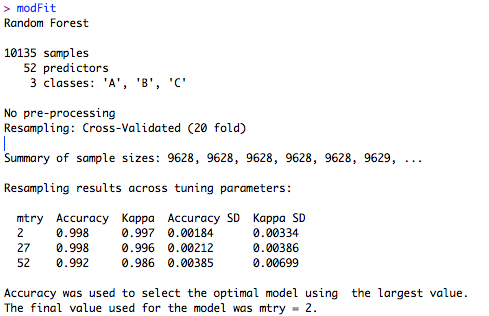 > modFit
Random Forest
10135 samples
52 predictors
3 classes: 'A', 'B', 'C'
No pre-processing
Resampling: Cross-Validated (20 fold)
Summary of sample sizes: 9628, 9628, 9628, 9628, 9628, 9629, ...
Resampling results across tuning parameters:
mtry Accuracy Kappa Accuracy SD Kappa SD
2 0.998 0.997 0.00184 0.00334
27 0.998 0.996 0.00212 0.00386
52 0.992 0.986 0.00385 0.00699
Accuracy was used to select the optimal model using the largest value.
The final value used for the model was mtry = 2.